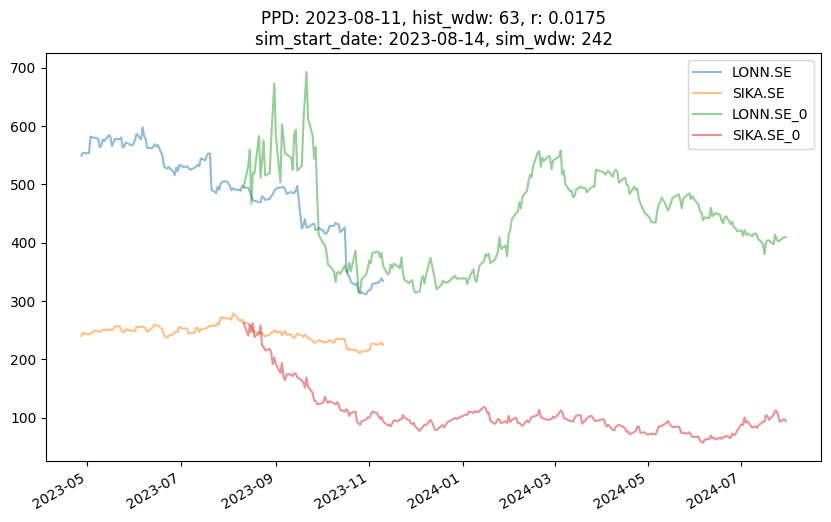 PPD: 2023-08-11, hist_wdw: 63, r: 0.0175
sim_start_date: 2023-08-14, sim_wdw: 242
LONN.SE
SIKA.SE
LONN.SE_0
SIKA.SE_0
700
600
500
400
300
200
100
2023-05
2023-07
2023-09
2023-11
2024-01
2024-03
2024-05
2024-07